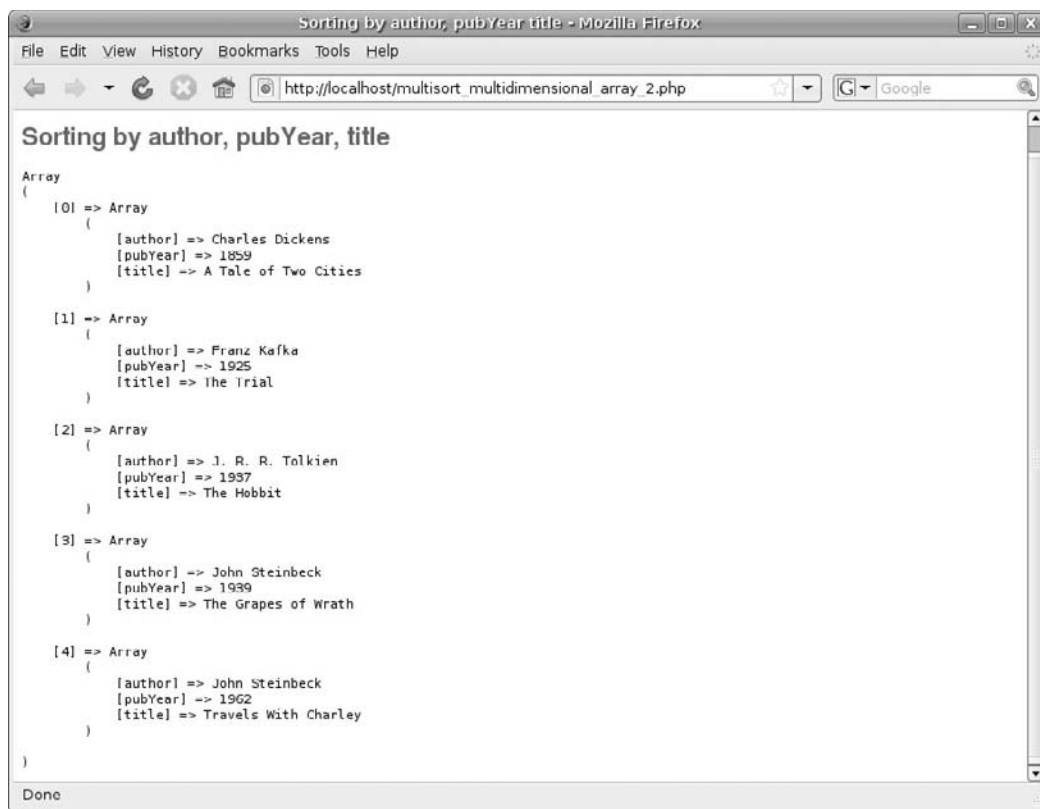 Sorting by author, pubYear title - Mozilla Firefox
File Edit View History Bookmarks Tools Help
http://localhost/multisort_multidimensional_array_2.php
G Google
Sorting by author, pubYear, title
Array
(
[0] => Array
(
[author] => Charles Dickens
[pubYear] => 1859
[title] => A Tale of Two Cities
)
[1] => Array
(
[author] => Franz Kafka
[pubYear] => 1925
[title] => The Trial
)
[2] => Array
(
[author] => J. R. R. Tolkien
[pubYear] => 1937
[title] => The Hobbit
)
[3] => Array
(
[author] => John Steinbeck
[pubYear] => 1939
[title] => The Grapes of Wrath
)
[4] => Array
(
[author] => John Steinbeck
[pubYear] => 1962
[title] => Travels With Charley
)
)
Done